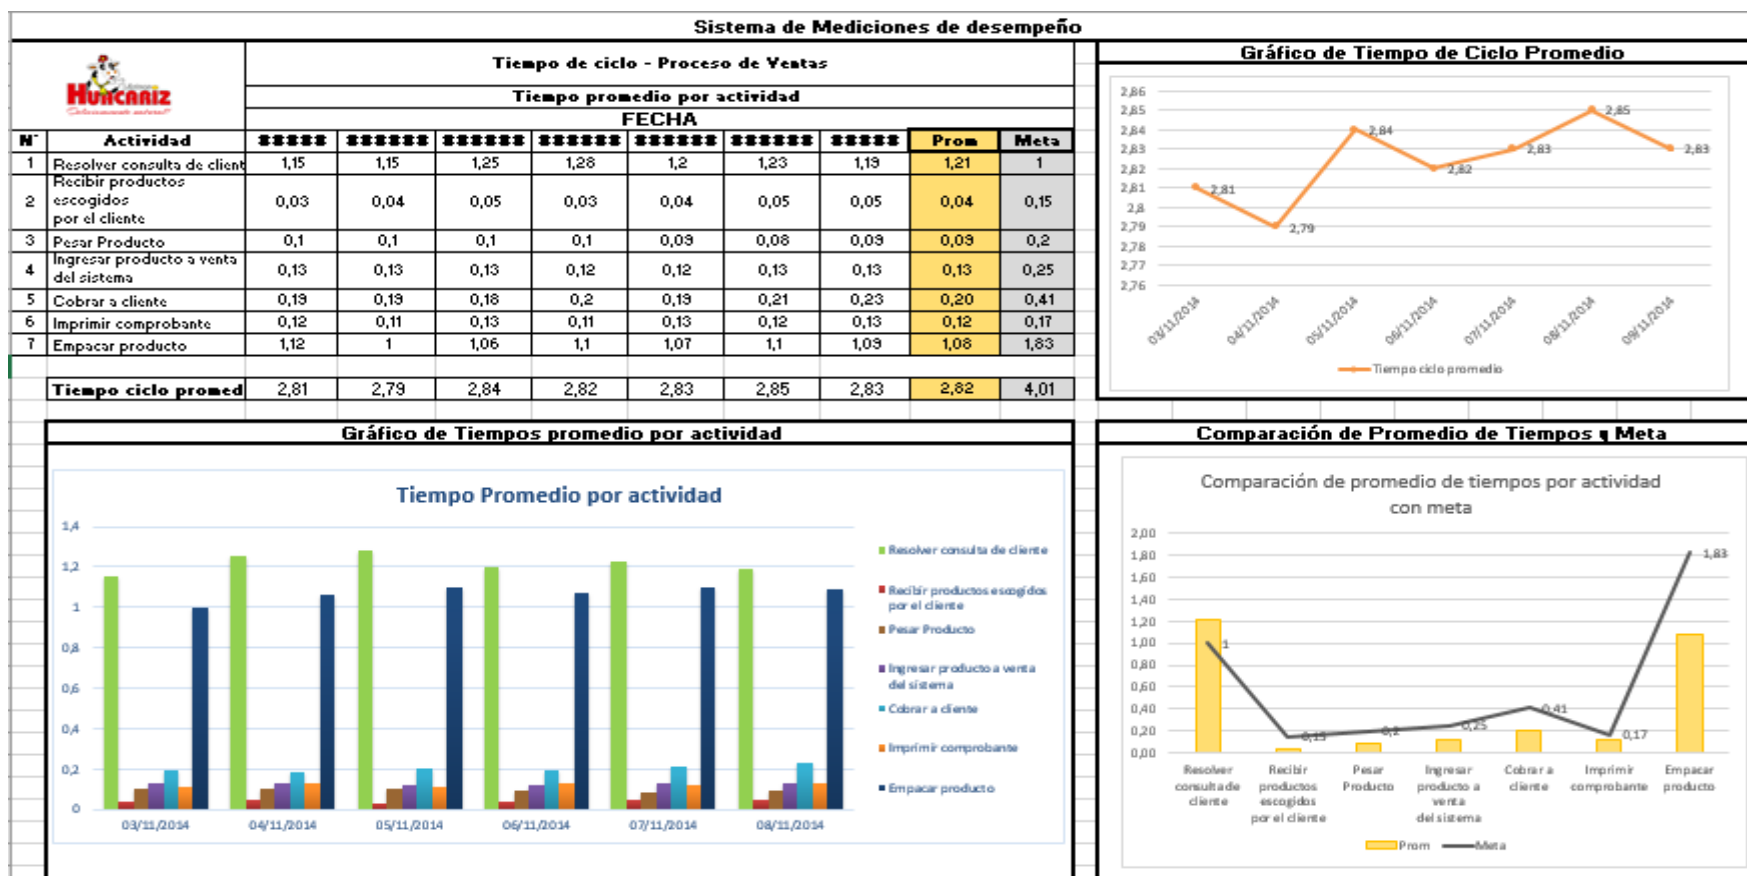 Sistema de Mediciones de desempeño
HUACARIZ
Tiempo de ciclo - Proceso de Ventas
Tiempo promedio por actividad
FECHA
N° Actividad ##### ###### ###### ###### ###### ###### ##### Prom Meta
1 Resolver consulta de client 1,15 1,15 1,25 1,28 1,2 1,23 1,19 1,21 1
Recibir productos
2 escogidos 0,03 0,04 0,05 0,03 0,04 0,05 0,05 0,04 0,15
por el cliente
3 Pesar Producto 0,1 0,1 0,1 0,1 0,09 0,08 0,09 0,09 0,2
Ingresar producto a venta
4 del sistema 0,13 0,13 0,13 0,12 0,12 0,13 0,13 0,13 0,25
5 Cobrar a cliente 0,19 0,19 0,18 0,2 0,19 0,21 0,23 0,20 0,41
6 Imprimir comprobante 0,12 0,11 0,13 0,11 0,13 0,12 0,13 0,12 0,17
7 Empacar producto 1,12 1 1,06 1,1 1,07 1,1 1,09 1,08 1,83
Tiempo ciclo promed 2,81 2,79 2,84 2,82 2,83 2,85 2,83 2,82 4,01
Gráfico de Tiempo de Ciclo Promedio
2,86
2,85
2,84
2,83
2,82
2,81
2,8
2,79
2,78
2,77
2,76
2,81
2,79
2,84
2,82
2,83
2,85
2,83
03/11/2014
04/11/2014
05/11/2014
06/11/2014
07/11/2014
08/11/2014
09/11/2014
Tiempo ciclo promedio
Gráfico de Tiempos promedio por actividad
Tiempo Promedio por actividad
1,4
1,2
1
0,8
0,6
0,4
0,2
0
03/11/2014 04/11/2014 05/11/2014 06/11/2014 07/11/2014 08/11/2014
Resolver consulta de cliente
Recibir productos escogidos
por el cliente
Pesar Producto
Ingresar producto a venta
del sistema
Cobrar a cliente
Imprimir comprobante
Empacar producto
Comparación de Promedio de Tiempos y Meta
Comparación de promedio de tiempos por actividad
con meta
2,00
1,80
1,60
1,40
1,20
1,00
0,80
0,60
0,40
0,20
0,00
1
0,15
0,2
0,25
0,41
0,17
1,83
Resolver
consulta de
cliente
Recibir
productos
escogidos
por el cliente
Pesar
Producto
Ingresar
producto a
venta
del sistema
Cobrar a
cliente
Imprimir
comprobante
Empacar
producto
Prom Meta